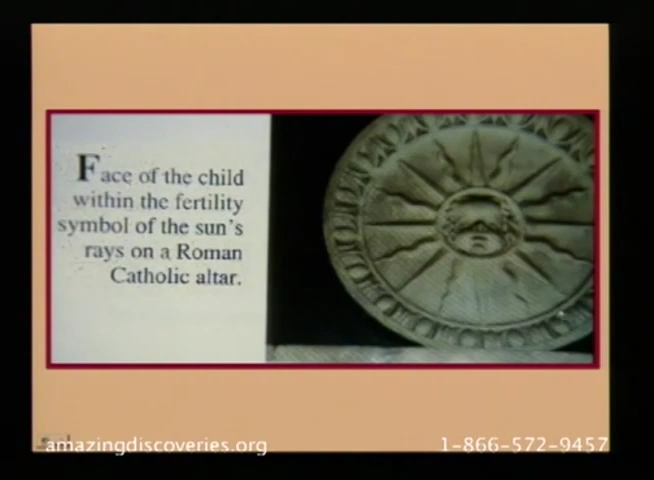 Face of the child
within the fertility
symbol of the sun's
rays on a Roman
Catholic altar.
amazingdiscoveries.org
1-866-572-9457